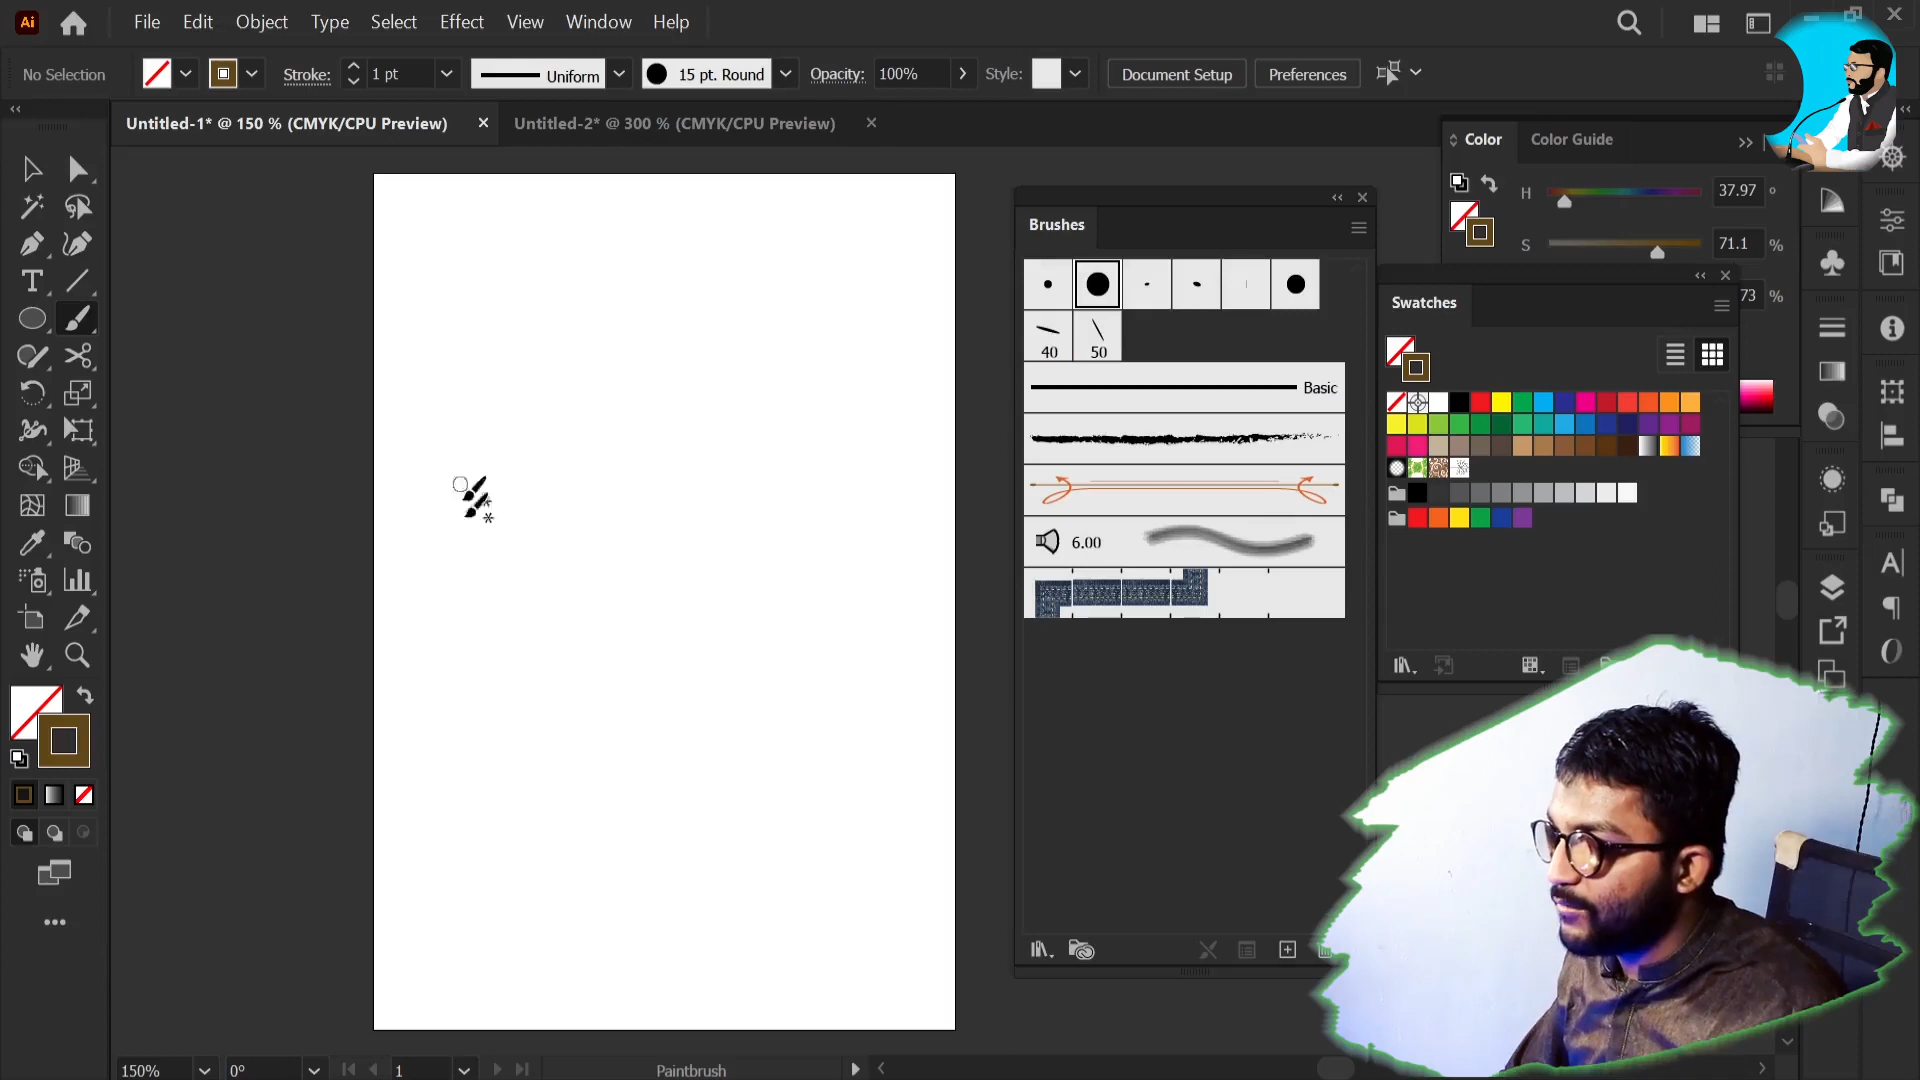 Ai File Edit Object Type Select Effect View Window Help
No Selection Stroke: 1 pt Uniform 15 pt. Round Opacity: 100% Style: Document Setup Preferences
Untitled-1* @ 150 % (CMYK/CPU Preview) Untitled-2* @ 300 % (CMYK/CPU Preview)
Color Color Guide
H 37.97 °
S 71.1 %
73 %
Brushes
40 50
Basic
6.00
Swatches
150% 0° 1 Paintbrush